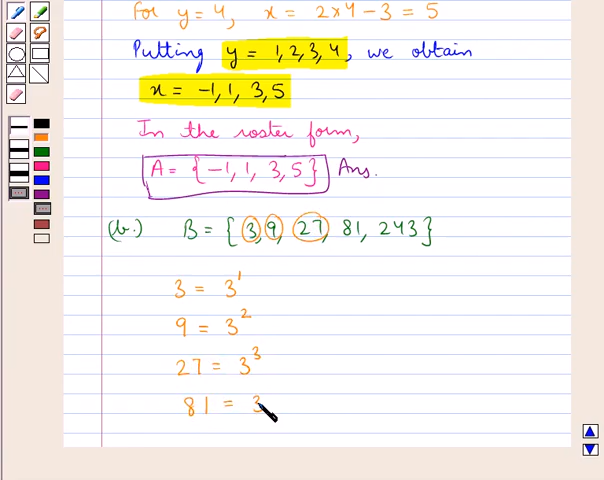 For y = 4, x = 2 × 4 - 3 = 5
Putting y = 1, 2, 3, 4, we obtain
x = -1, 1, 3, 5
In the roster form,
A = { -1, 1, 3, 5 } Ans.
(b.) B = { 3, 9, 27, 81, 243 }
3 = 3¹
9 = 3²
27 = 3³
81 = 3